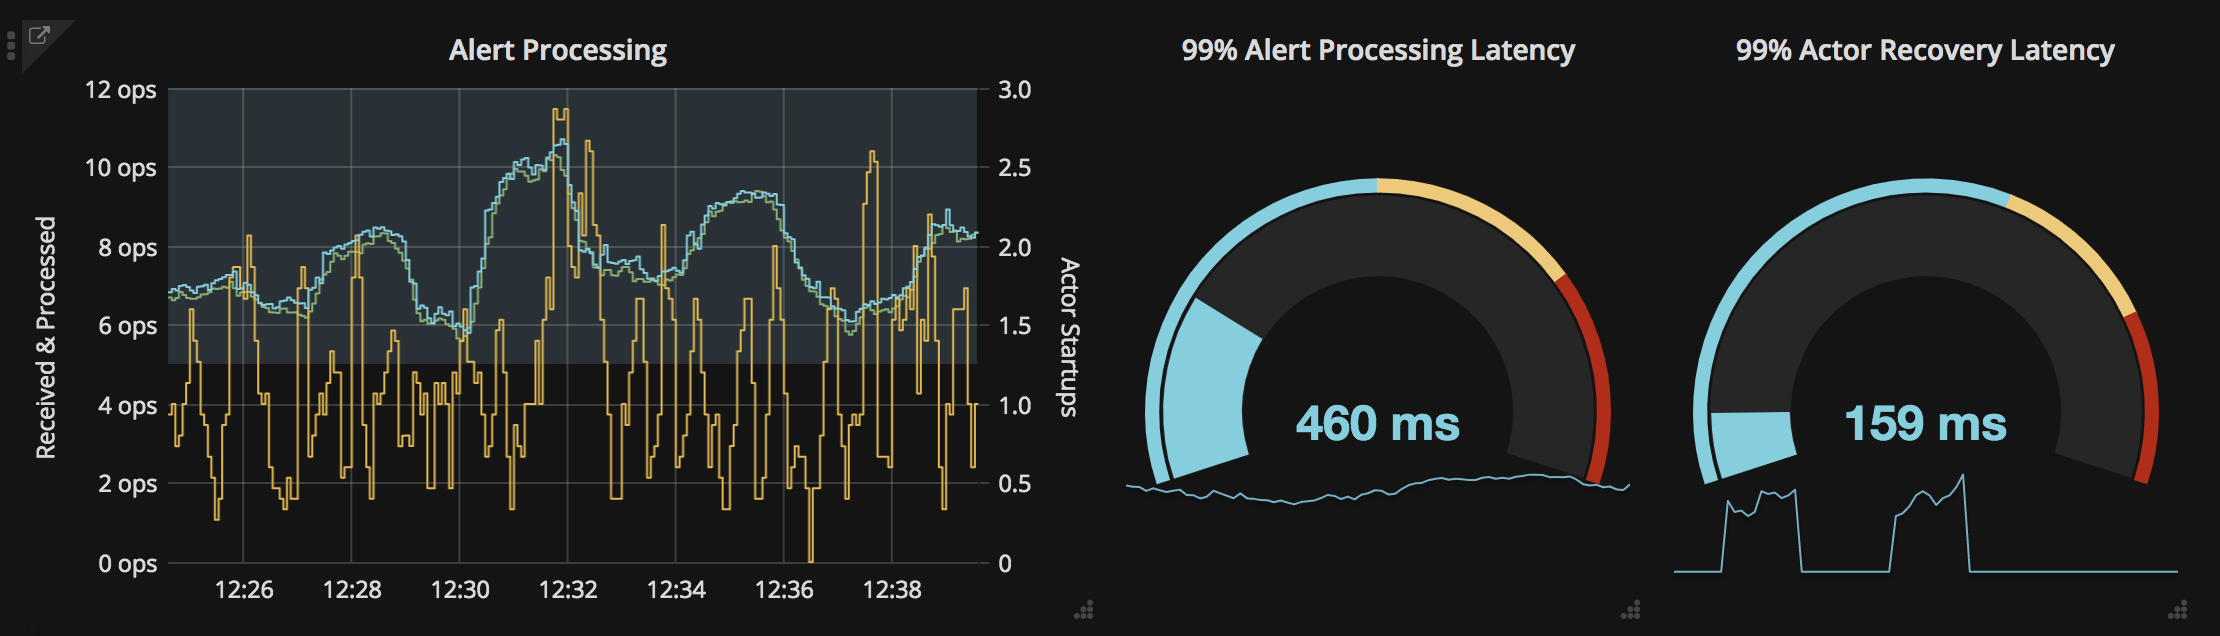 Alert Processing
99% Alert Processing Latency
99% Actor Recovery Latency
12 ops
10 ops
8 ops
6 ops
4 ops
2 ops
0 ops
Received & Processed
3.0
2.5
2.0
1.5
1.0
0.5
0
Actor Startups
12:26
12:28
12:30
12:32
12:34
12:36
12:38
460 ms
159 ms